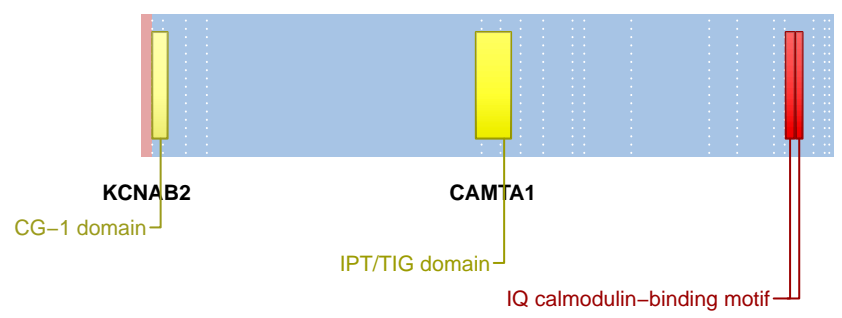 KCNAB2 CAMTA1
CG−1 domain
IPT/TIG domain
IQ calmodulin−binding motif